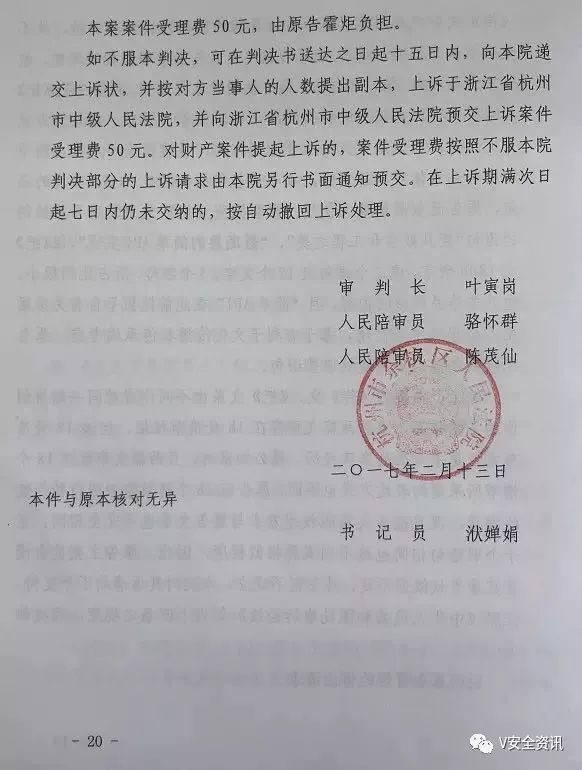 本案案件受理费50元，由原告霍炬负担。
如不服本判决，可在判决书送达之日起十五日内，向本院递
交上诉状，并按对方当事人的人数提出副本，上诉于浙江省杭州
市中级人民法院，并向浙江省杭州市中级人民法院预交上诉案件
受理费50元。对财产案件提起上诉的，案件受理费按照不服本院
判决部分的上诉请求由本院另行书面通知预交。在上诉期满次日
起七日内仍未交纳的，按自动撤回上诉处理。
审 判 长 叶寅岗
人民陪审员 骆怀群
人民陪审员 陈茂仙
杭州市余杭区人民法院
二〇一七年二月十三日
本件与原本核对无异
书 记 员 洑婵娟
- 20 -
V安全资讯